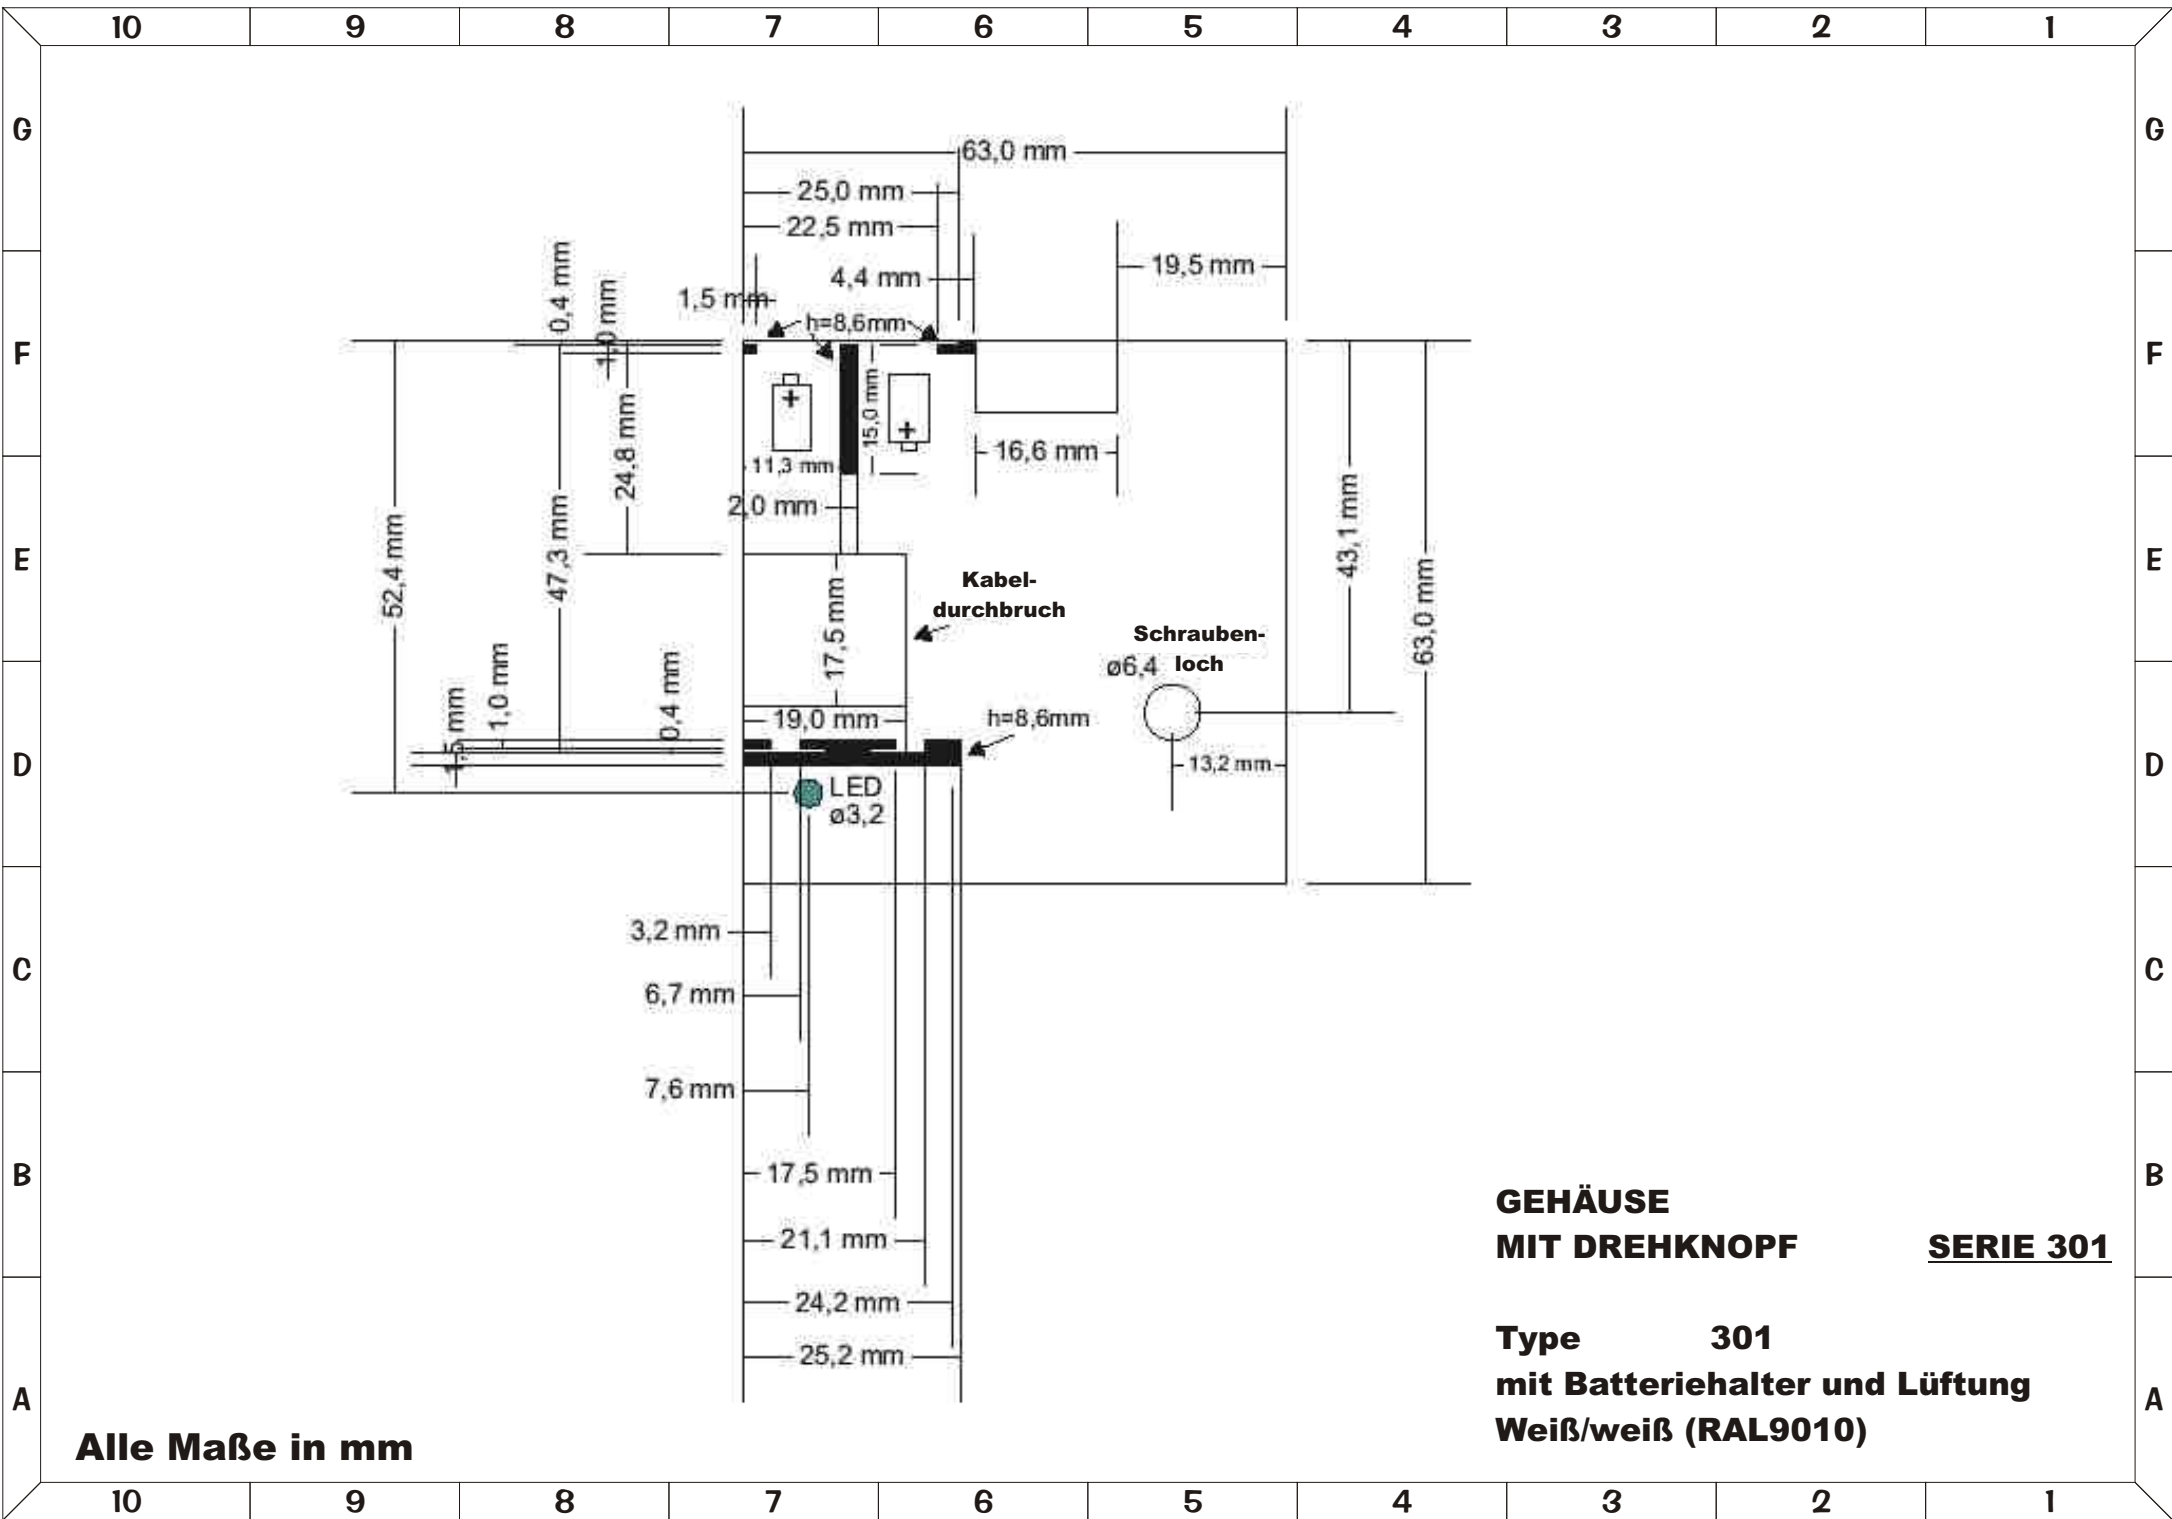 10 9 8 7 6 5 4 3 2 1
G G
63,0 mm
25,0 mm
22,5 mm
19,5 mm
4,4 mm
0,4 mm
1,5 mm
1,0 mm
h=8,6mm
F F
15,0 mm
+
+
24,8 mm
16,6 mm
11,3 mm
2,0 mm
43,1 mm
52,4 mm
47,3 mm
E E
Kabel-
durchbruch
17,5 mm
63,0 mm
Schrauben-
ø6,4 loch
1,0 mm
0,4 mm
1,5 mm
19,0 mm
h=8,6mm
D D
13,2 mm
LED
ø3,2
3,2 mm
C C
6,7 mm
7,6 mm
17,5 mm
B B
GEHÄUSE
MIT DREHKNOPF SERIE 301
21,1 mm
24,2 mm
Type 301
25,2 mm
mit Batteriehalter und Lüftung
A A
Weiß/weiß (RAL9010)
Alle Maße in mm
10 9 8 7 6 5 4 3 2 1